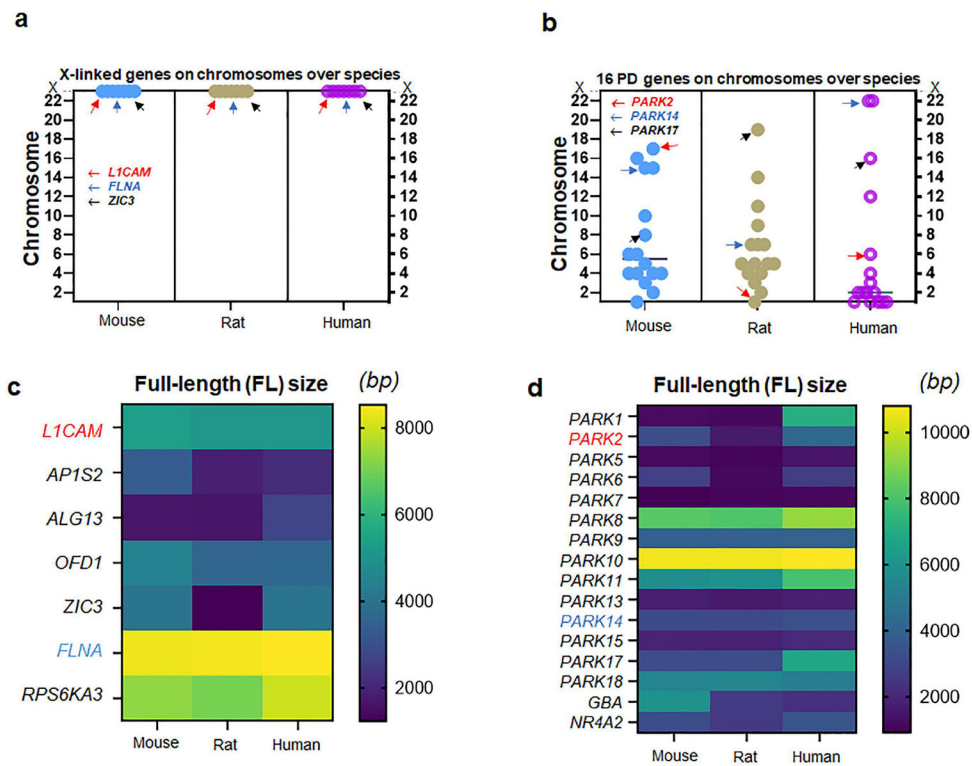 a
X-linked genes on chromosomes over species
X
X
22
20
18
16
14
12
10
8
6
4
2
22
20
18
16
14
12
10
8
6
4
2
Chromosome
← L1CAM
← FLNA
← ZIC3
Mouse
Rat
Human
b
16 PD genes on chromosomes over species
X
X
22
20
18
16
14
12
10
8
6
4
2
22
20
18
16
14
12
10
8
6
4
2
Chromosome
← PARK2
← PARK14
← PARK17
Mouse
Rat
Human
c
Full-length (FL) size
(bp)
L1CAM
AP1S2
ALG13
OFD1
ZIC3
FLNA
RPS6KA3
8000
6000
4000
2000
Mouse
Rat
Human
d
Full-length (FL) size
(bp)
PARK1
PARK2
PARK5
PARK6
PARK7
PARK8
PARK9
PARK10
PARK11
PARK13
PARK14
PARK15
PARK17
PARK18
GBA
NR4A2
10000
8000
6000
4000
2000
Mouse
Rat
Human